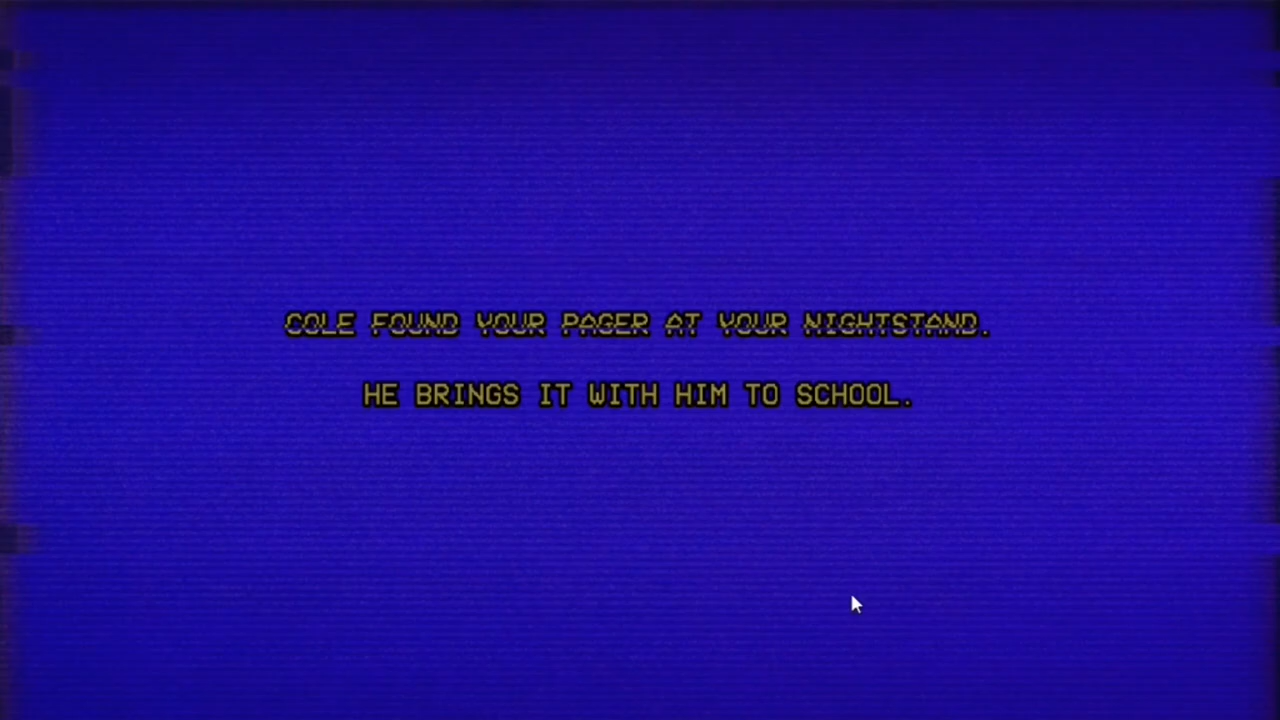 COLE FOUND YOUR PAGER AT YOUR NIGHTSTAND.
HE BRINGS IT WITH HIM TO SCHOOL.